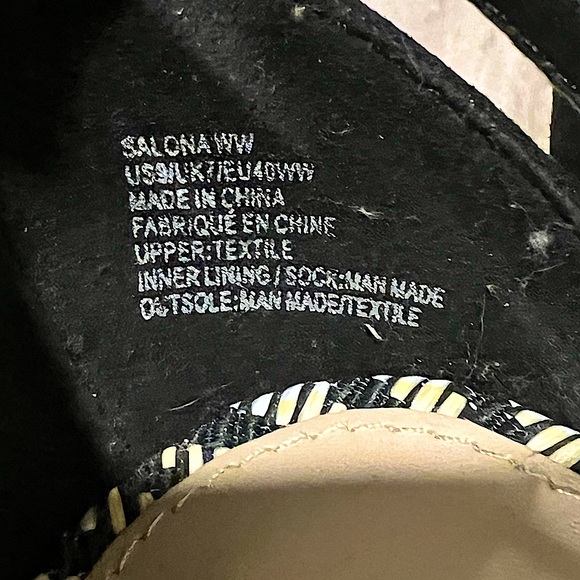 SALONA WW
US9/UK7/EU40WW
MADE IN CHINA
FABRIQUÉ EN CHINE
UPPER:TEXTILE
INNER LINING / SOCK:MAN MADE
OUTSOLE:MAN MADE/TEXTILE